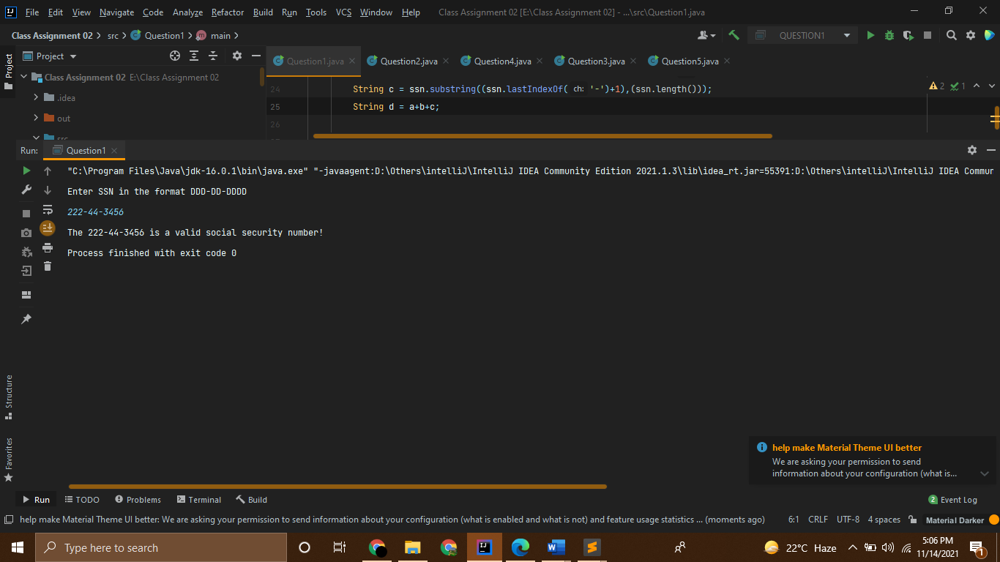 File Edit View Navigate Code Analyze Refactor Build Run Tools VCS Window Help Class Assignment 02 [E:\Class Assignment 02] - ...\src\Question1.java
Class Assignment 02 src Question1 main QUESTION1
Project
Project
Question1.java Question2.java Question4.java Question3.java Question5.java
Class Assignment 02 E:\Class Assignment 02
.idea
out
src
24 String c = ssn.substring((ssn.lastIndexOf( ch: '-')+1),(ssn.length()));
2 1
25 String d = a+b+c;
26
Run: Question1
"C:\Program Files\Java\jdk-16.0.1\bin\java.exe" "-javaagent:D:\Others\intelliJ\IntelliJ IDEA Community Edition 2021.1.3\lib\idea_rt.jar=55391:D:\Others\intelliJ\IntelliJ IDEA Commun
Enter SSN in the format DDD-DD-DDDD
222-44-3456
The 222-44-3456 is a valid social security number!
Process finished with exit code 0
Structure
Favorites
help make Material Theme UI better
We are asking your permission to send
information about your configuration (what is...
Run TODO Problems Terminal Build 2 Event Log
help make Material Theme UI better: We are asking your permission to send information about your configuration (what is enabled and what is not) and feature usage statistics ... (moments ago) 6:1 CRLF UTF-8 4 spaces Material Darker
Type here to search
22°C Haze
5:06 PM
11/14/2021
1